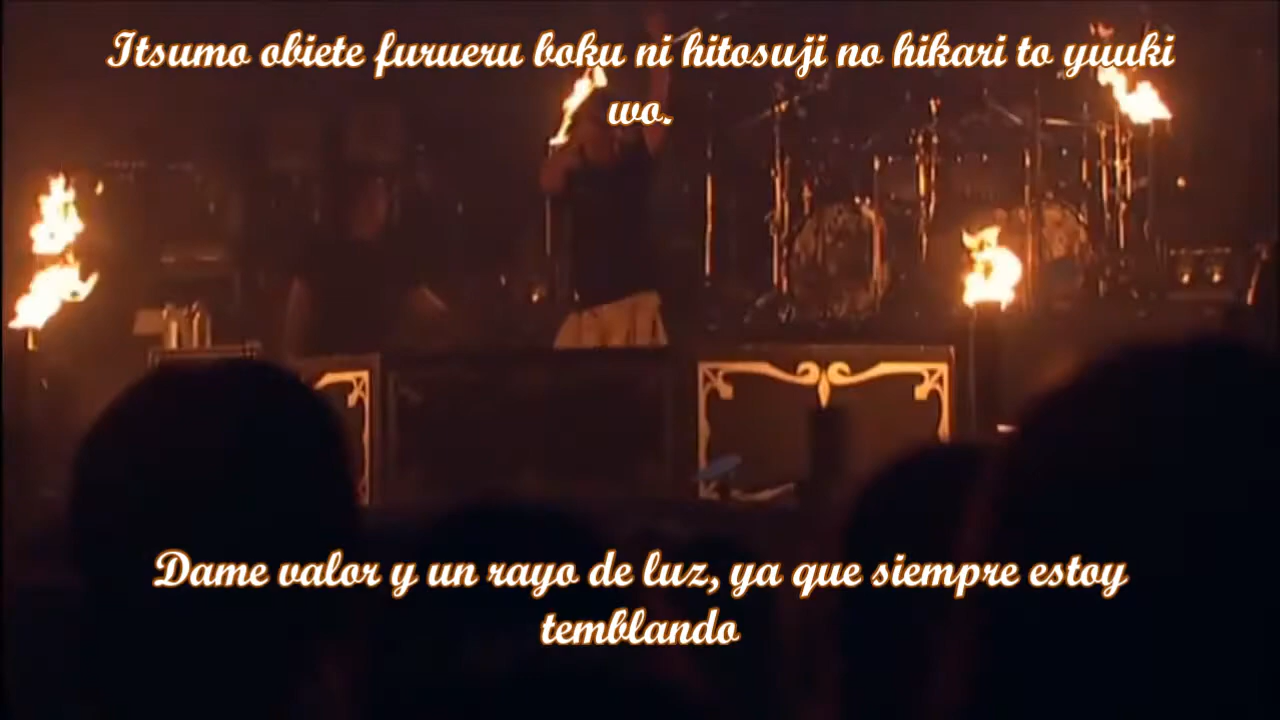 Itsumo obiete furueru boku ni hitosuji no hikari to yuuki
wo.
Dame valor y un rayo de luz, ya que siempre estoy
temblando